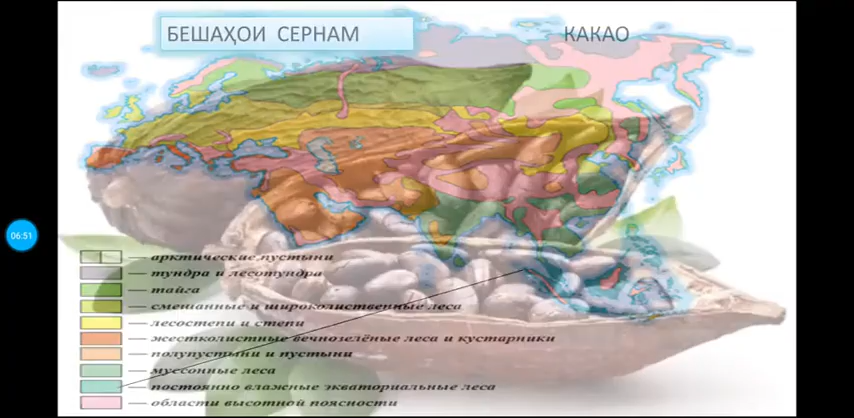 БЕШАҲОИ СЕРНАМ
КАКАО
06:51
— арктические пустыни
— тундра и лесотундра
— тайга
— смешанные и широколиственные леса
— лесостепи и степи
— жестколистные вечнозелёные леса и кустарники
— полупустыни и пустыни
— муссонные леса
— постоянно влажные экваториальные леса
— области высотной поясности